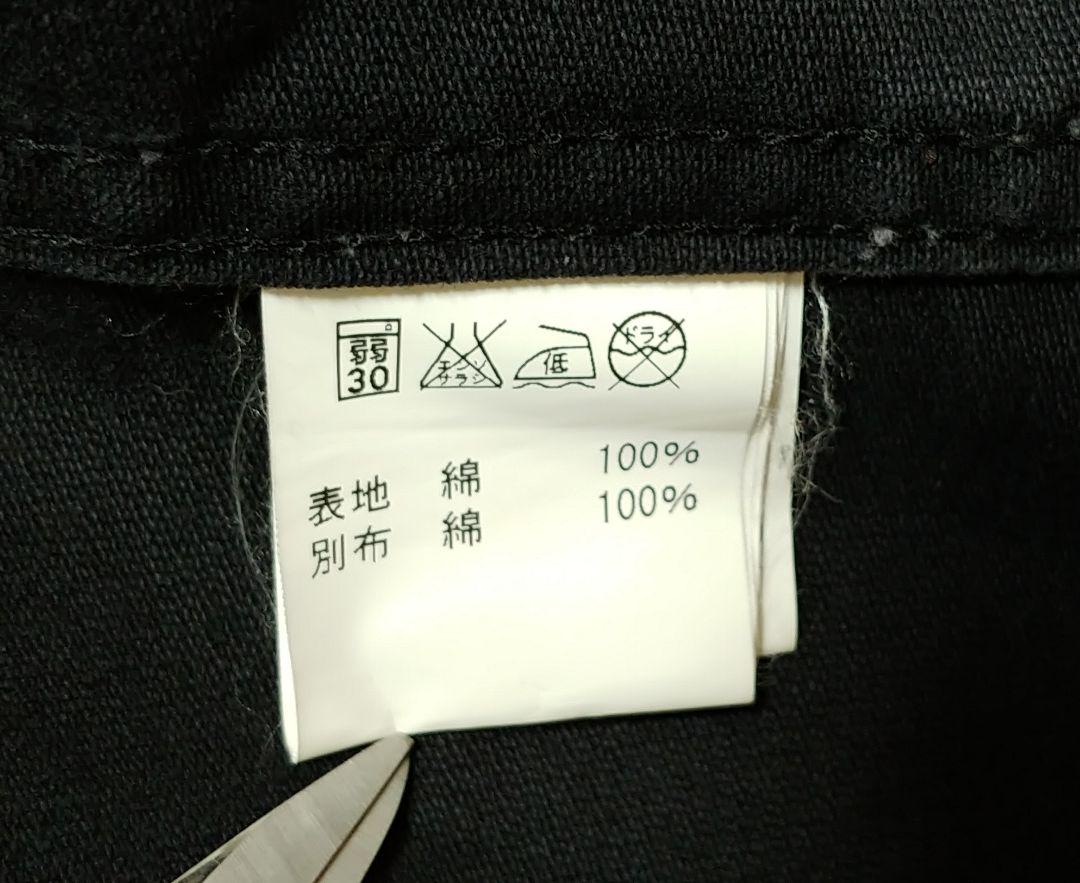 弱
30
エンソ
サラシ
低
ドライ
表地 綿 100%
別布 綿 100%